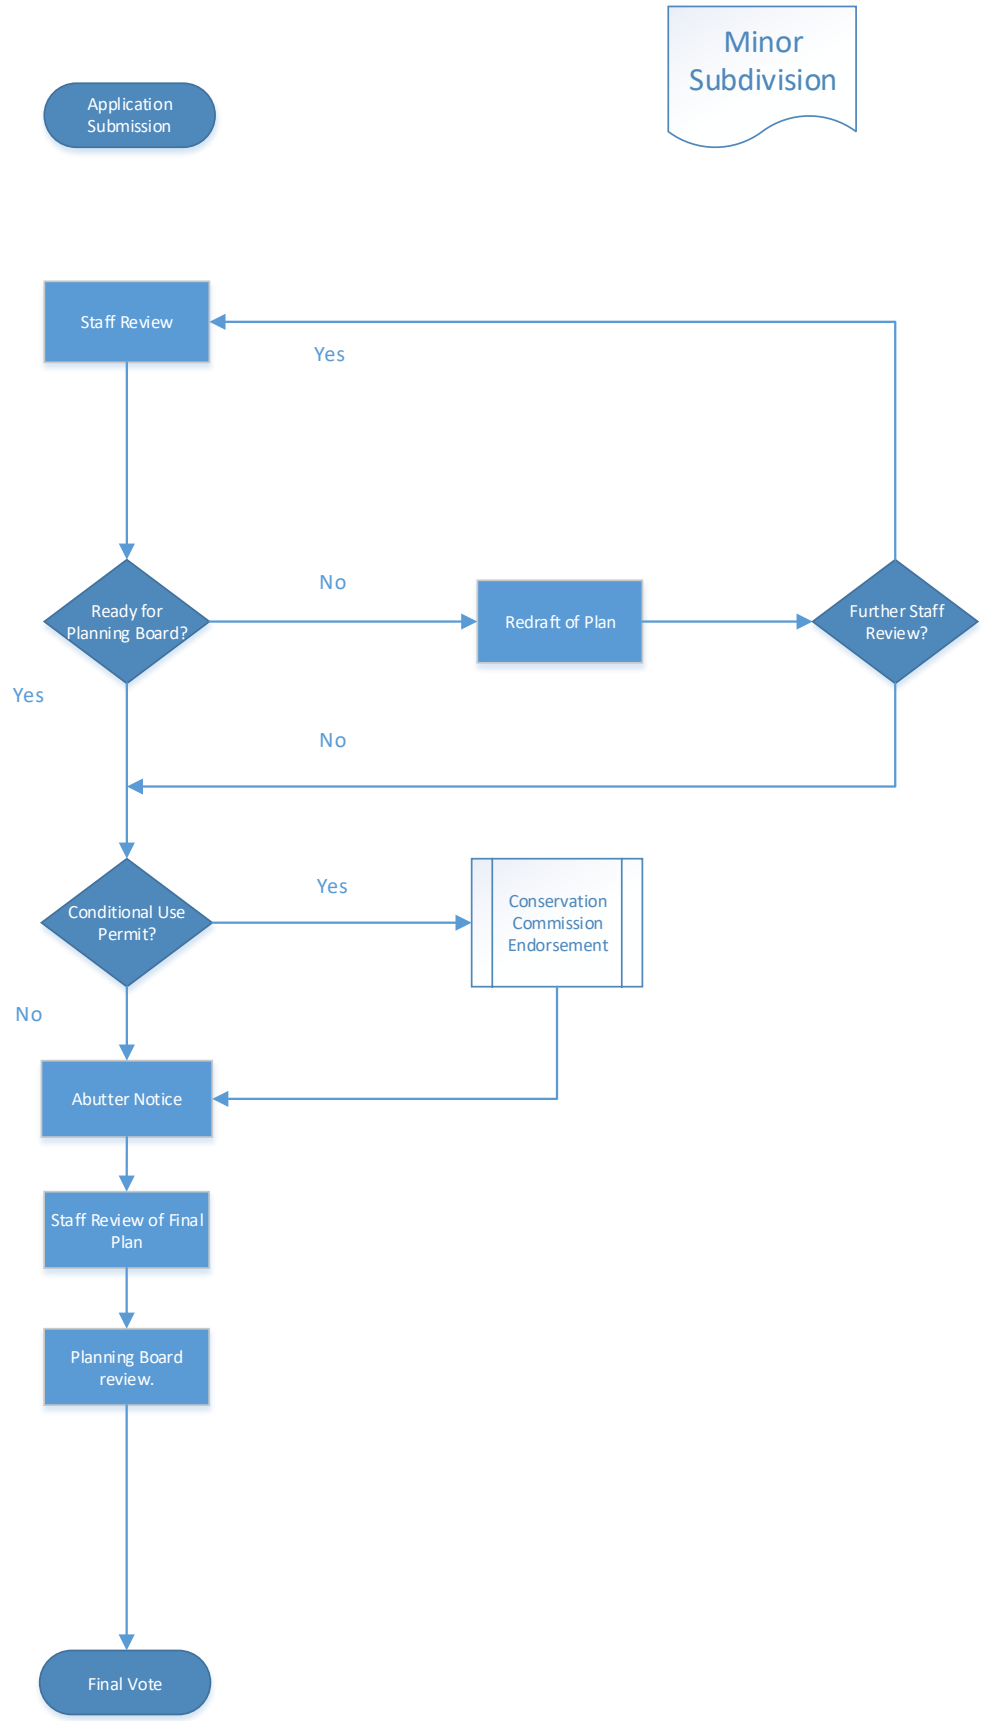 Minor
Subdivision
Application
Submission
Staff Review
Yes
Ready for
Planning Board?
No
Redraft of Plan
Further Staff
Review?
Yes
No
Conditional Use
Permit?
Yes
Conservation
Commission
Endorsement
No
Abutter Notice
Staff Review of Final
Plan
Planning Board
review.
Final Vote